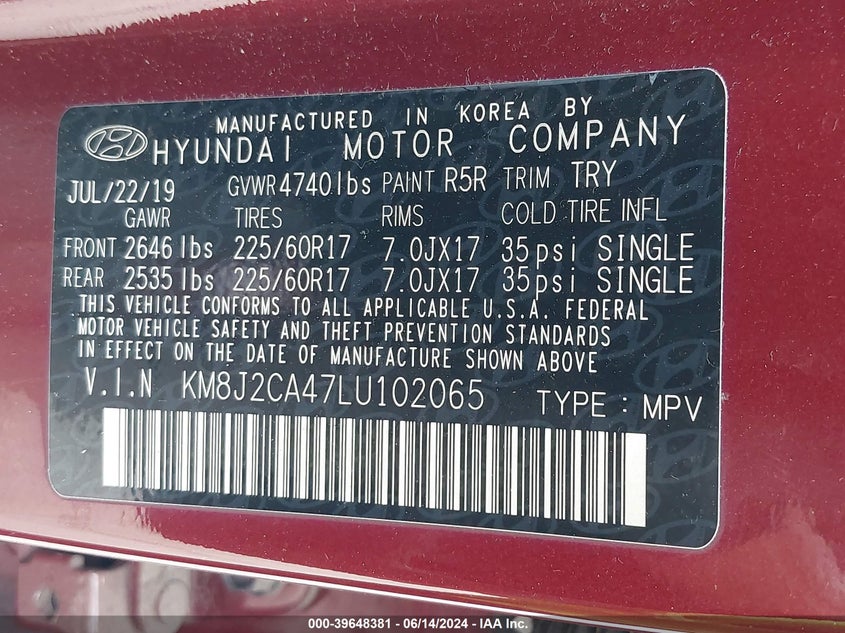 MANUFACTURED IN KOREA BY
HYUNDAI MOTOR COMPANY
JUL/22/19 GVWR 4740lbs PAINT R5R TRIM TRY
GAWR TIRES RIMS COLD TIRE INFL
FRONT 2646 lbs 225/60R17 7.0JX17 35psi SINGLE
REAR 2535 lbs 225/60R17 7.0JX17 35psi SINGLE
THIS VEHICLE CONFORMS TO ALL APPLICABLE U.S.A. FEDERAL
MOTOR VEHICLE SAFETY AND THEFT PREVENTION STANDARDS
IN EFFECT ON THE DATE OF MANUFACTURE SHOWN ABOVE
V.I.N KM8J2CA47LU102065 TYPE : MPV
000-39648381 - 06/14/2024 - IAA Inc.